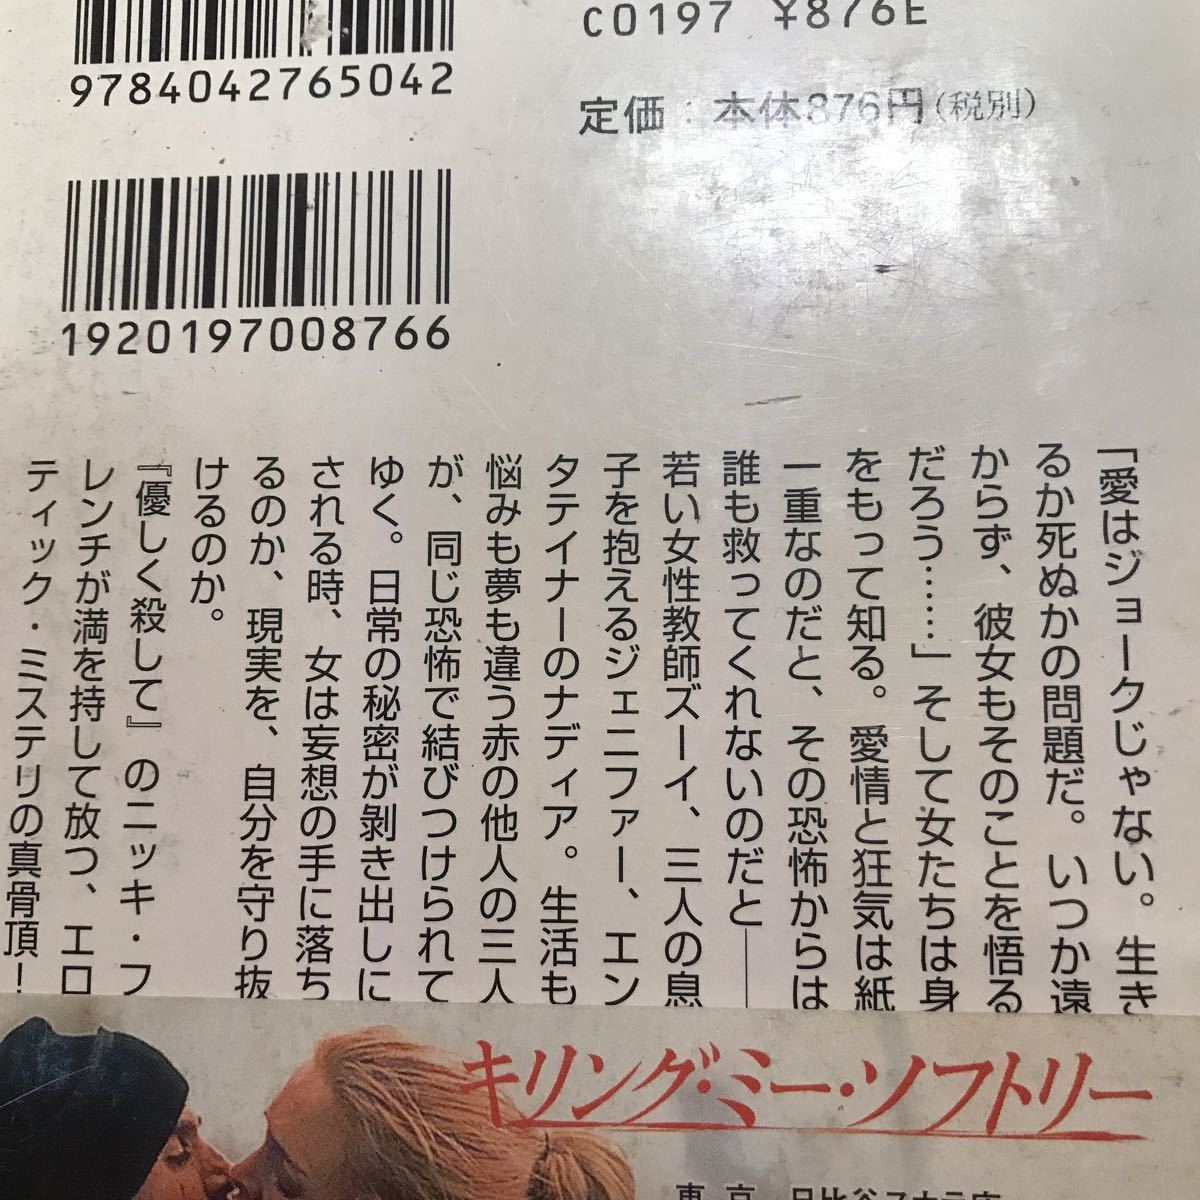 C0197 ¥876E
9784042765042
定価：本体876円（税別）
1920197008766
「愛はジョークじゃない。生き
るか死ぬかの問題だ。いつか遠
からず、彼女もそのことを悟る
だろう……」そして女たちは身
をもって知る。愛情と狂気は紙
一重なのだと、その恐怖からは
誰も救ってくれないのだと――
若い女性教師ズーイ、三人の息
子を抱えるジェニファー、エン
タテイナーのナディア。生活も
悩みも夢も違う赤の他人の三人
が、同じ恐怖で結びつけられて
ゆく。日常の秘密が剝き出しに
される時、女は妄想の手に落ち
るのか、現実を、自分を守り抜
けるのか。
『優しく殺して』のニッキ・フ
レンチが満を持して放つ、エロ
ティック・ミステリの真骨頂！
キリング・ミー・ソフトリー
東京 日比谷スカラ座